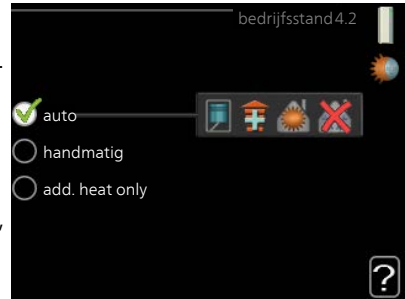 bedrijfsstand 4.2
auto
handmatig
add. heat only
?